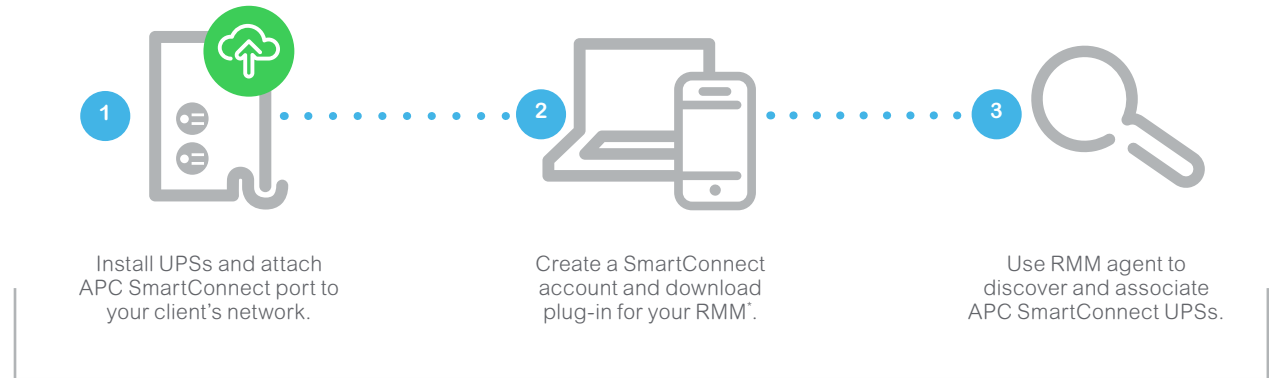 1
2
3
Install UPSs and attach
APC SmartConnect port to
your client's network.
Create a SmartConnect
account and download
plug-in for your RMM*.
Use RMM agent to
discover and associate
APC SmartConnect UPSs.